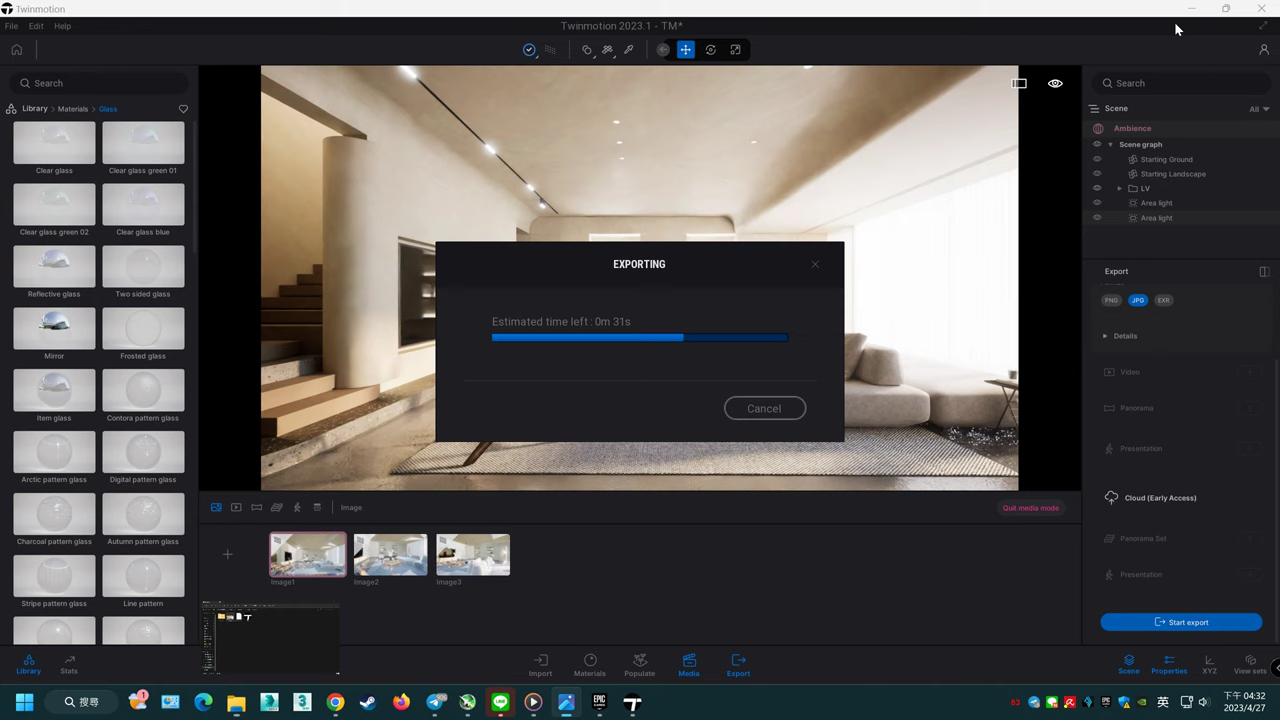 Twinmotion
File Edit Help
Twinmotion 2023.1 - TM*
Search
Library > Materials > Glass
Clear glass
Clear glass green 01
Clear glass green 02
Clear glass blue
Reflective glass
Two sided glass
Mirror
Frosted glass
Item glass
Contora pattern glass
Arctic pattern glass
Digital pattern glass
Charcoal pattern glass
Autumn pattern glass
Stripe pattern glass
Line pattern
Library
Stats
EXPORTING
Estimated time left : 0m 31s
Cancel
Image
Quit media mode
Image1
Image2
Image3
Import
Materials
Populate
Media
Export
Search
Scene
All
Ambience
Scene graph
Starting Ground
Starting Landscape
LV
Area light
Area light
Export
PNG
JPG
EXR
Details
Video
Panorama
Presentation
Cloud (Early Access)
Panorama Set
Presentation
Start export
Scene
Properties
XYZ
View sets
搜尋
1
LINE
EPIC
GAMES
83
英
下午 04:32
2023/4/27